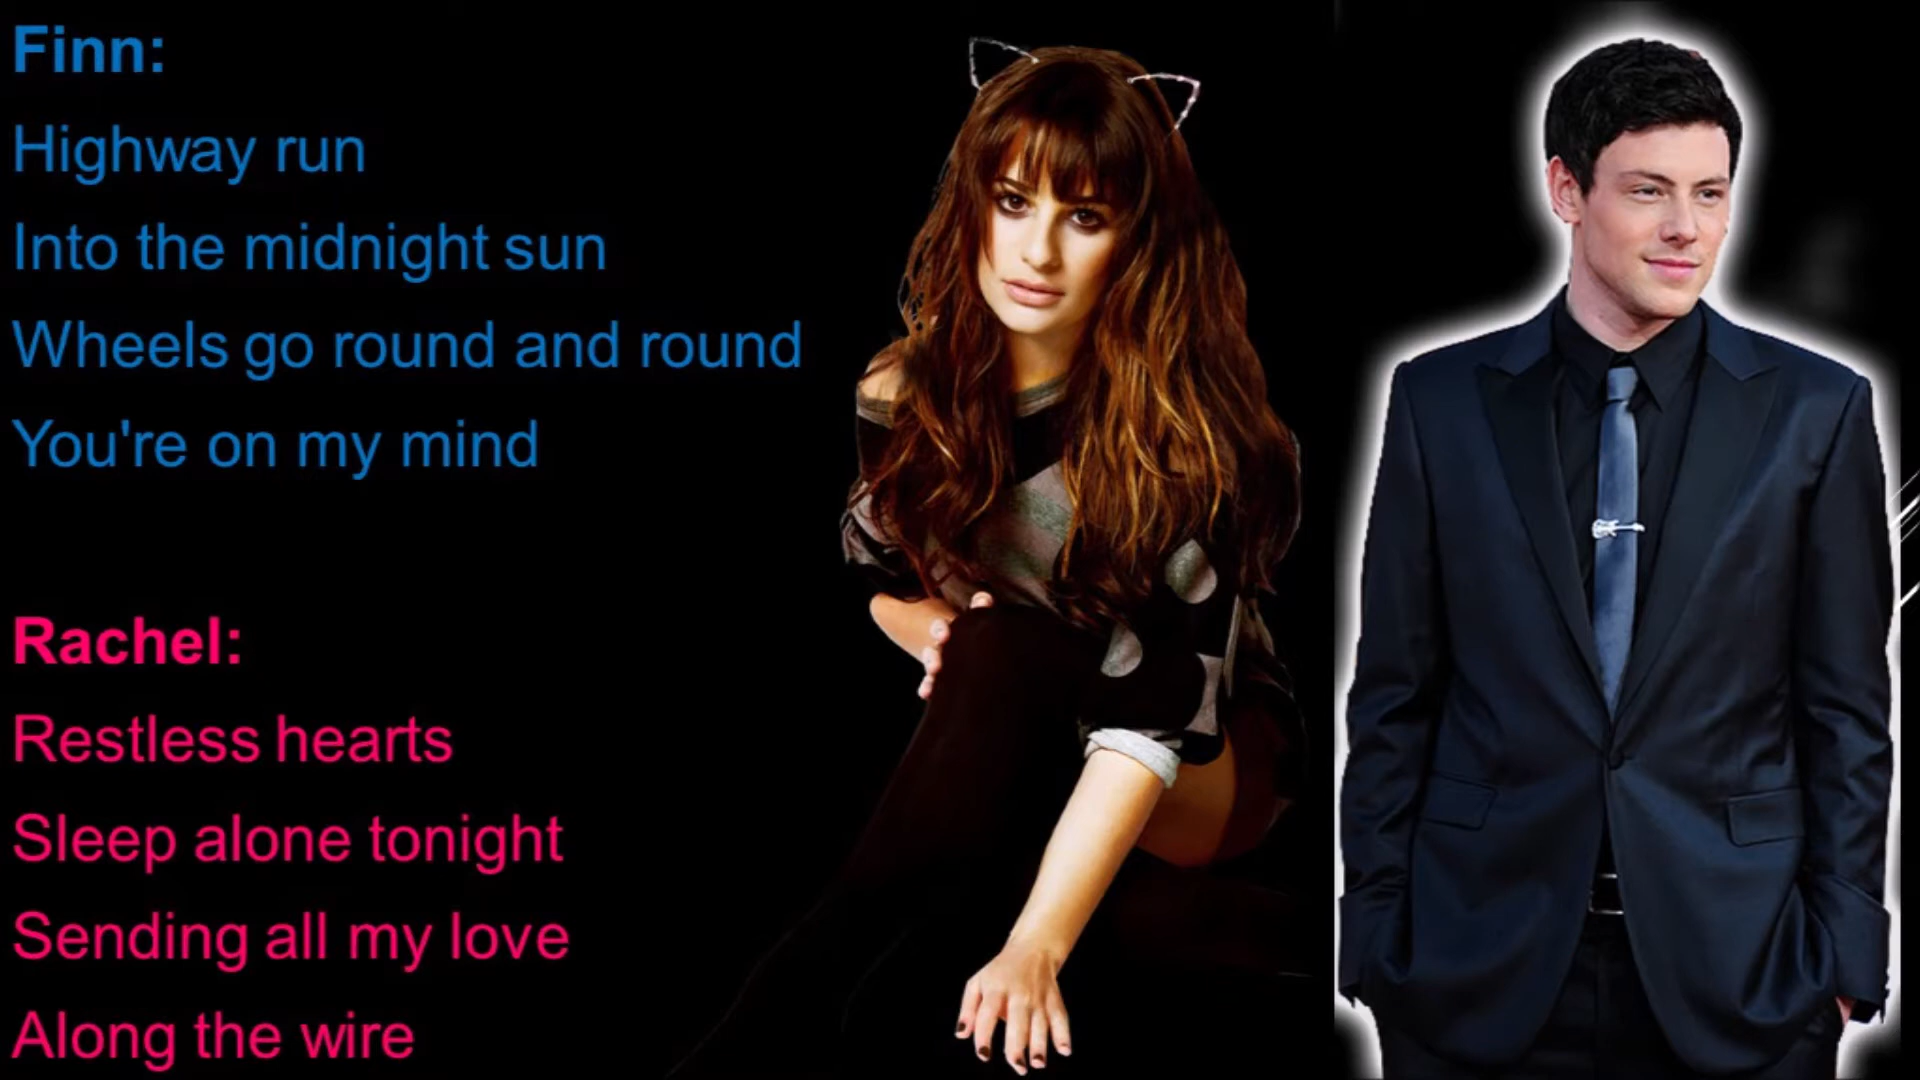 Finn:
Highway run
Into the midnight sun
Wheels go round and round
You're on my mind
Rachel:
Restless hearts
Sleep alone tonight
Sending all my love
Along the wire